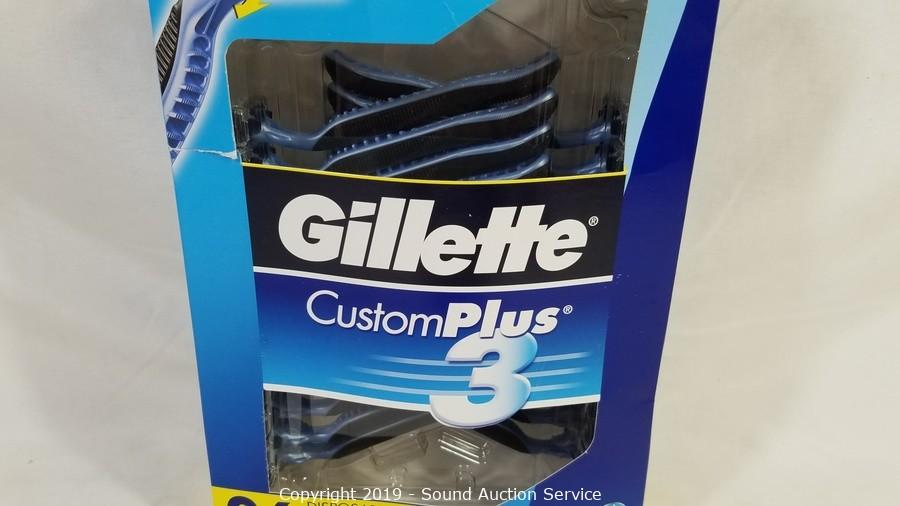 Gillette®
CustomPlus®
3
Copyright 2019 - Sound Auction Service